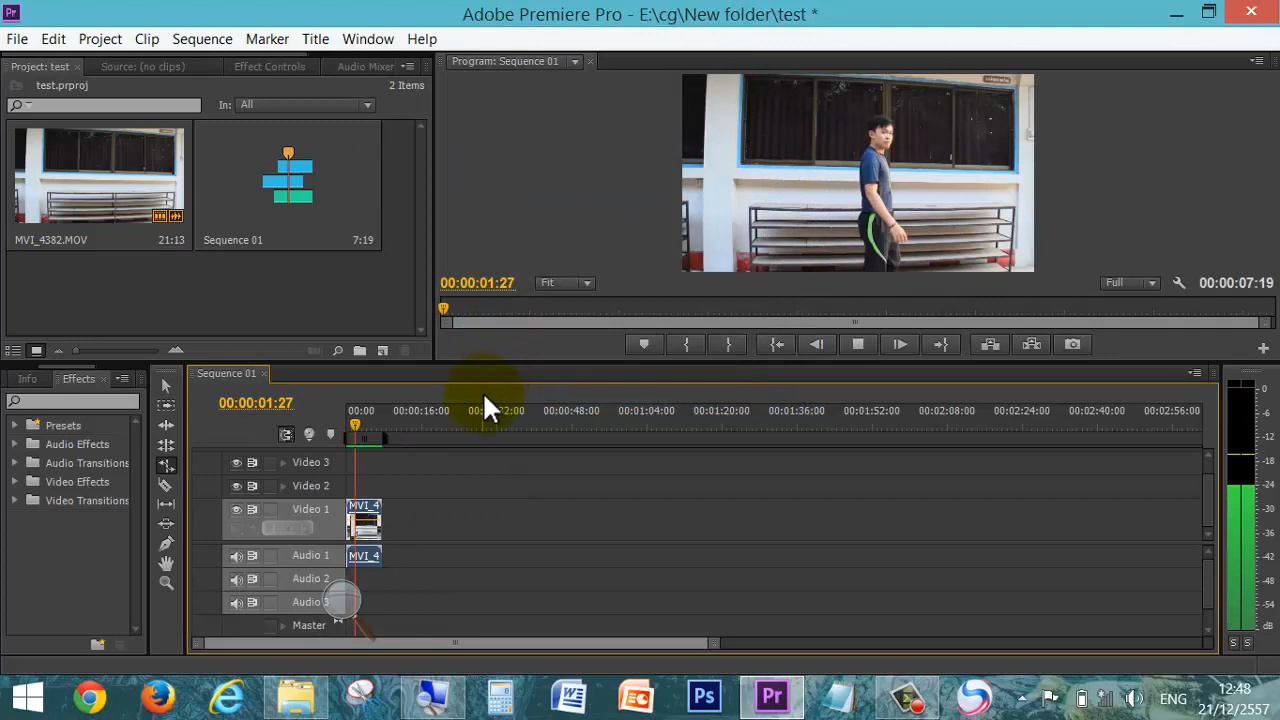 Adobe Premiere Pro - E:\cg\New folder\test *
File Edit Project Clip Sequence Marker Title Window Help
Project: test Source: (no clips) Effect Controls Audio Mixer
Program: Sequence 01
test.prproj 2 Items
In: All
MVI_4382.MOV 21:13 Sequence 01 7:19
00:00:01:27 Fit Full 00:00:07:19
Info Effects
Sequence 01
00:00:01:27
00:00 00:00:16:00 00:00:48:00 00:01:04:00 00:01:20:00 00:01:36:00 00:01:52:00 00:02:08:00 00:02:24:00 00:02:40:00 00:02:56:00
Presets
Audio Effects
Audio Transitions
Video Effects
Video Transitions
Video 3
Video 2
Video 1 MVI_4
Audio 1 MVI_4
Audio 2
Audio 3
Master
0
-6
-12
-18
-24
-30
-36
-42
-48
-54
dB
S S
ENG
12:48
21/12/2557